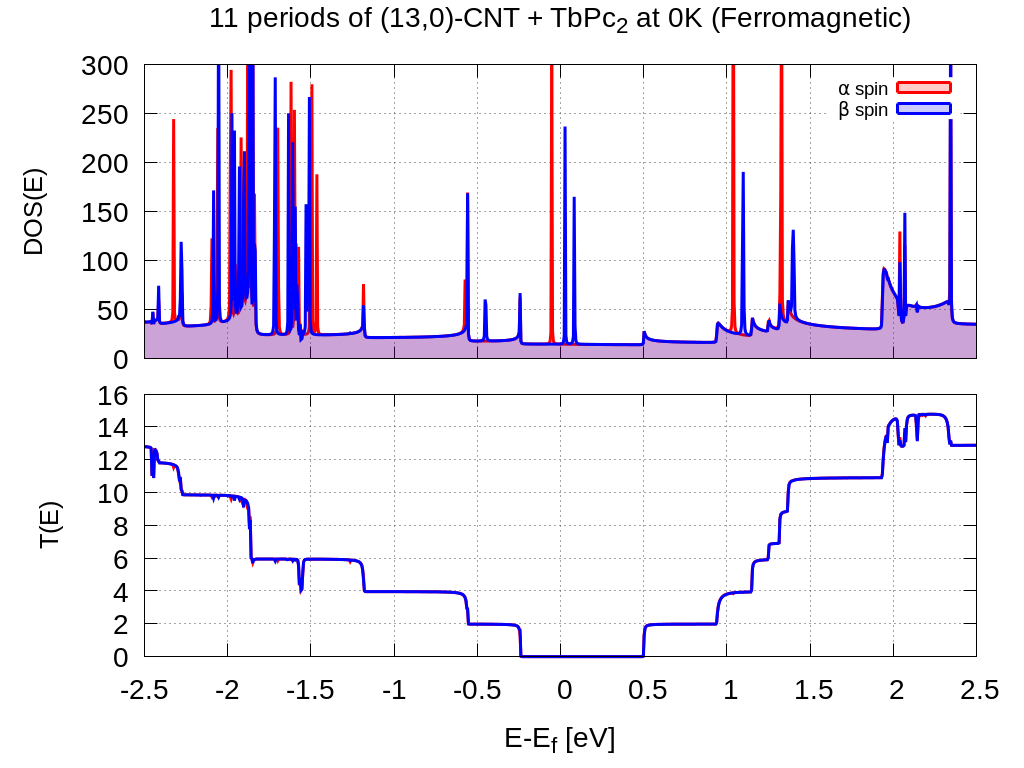 11 periods of (13,0)-CNT + TbPc2 at 0K (Ferromagnetic)
300
250
200
150
100
50
0
DOS(E)
α spin
β spin
16
14
12
10
8
6
4
2
0
T(E)
-2.5 -2 -1.5 -1 -0.5 0 0.5 1 1.5 2 2.5
E-Ef [eV]